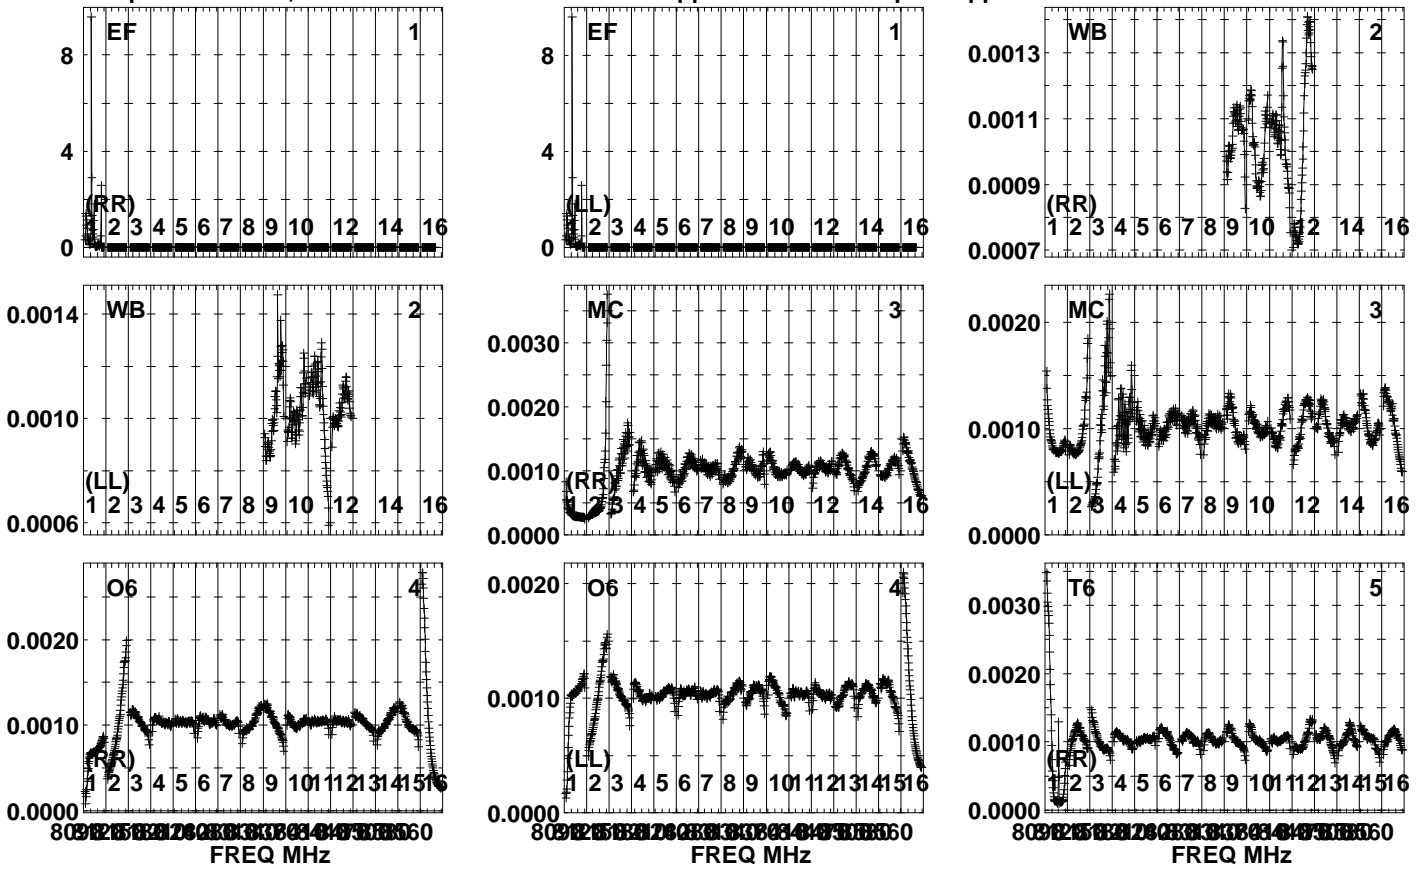 EF 1
8
4
0
(RR)
2 3 4 5 6 7 8 9 10 12 14 16
EF 1
8
4
0
(LL)
2 3 4 5 6 7 8 9 10 12 14 16
WB 2
0.0013
0.0011
0.0009
0.0007
(RR)
1 2 3 4 5 6 7 8 9 10 12 14 16
WB 2
0.0014
0.0010
0.0006
(LL)
1 2 3 4 5 6 7 8 9 10 12 14 16
MC 3
0.0030
0.0020
0.0010
0.0000
(RR)
1 2 3 4 5 6 7 8 9 10 12 14 16
MC 3
0.0020
0.0010
0.0000
(LL)
1 2 3 4 5 6 7 8 9 10 12 14 16
O6 4
0.0020
0.0010
0.0000
(RR)
1 2 3 4 5 6 7 8 9 10 11 12 13 14 15 16
FREQ MHz
O6 4
0.0020
0.0010
0.0000
(LL)
1 2 3 4 5 6 7 8 9 10 11 12 13 14 15 16
FREQ MHz
T6 5
0.0030
0.0020
0.0010
0.0000
(RR)
1 2 3 4 5 6 7 8 9 10 11 12 13 14 15 16
FREQ MHz